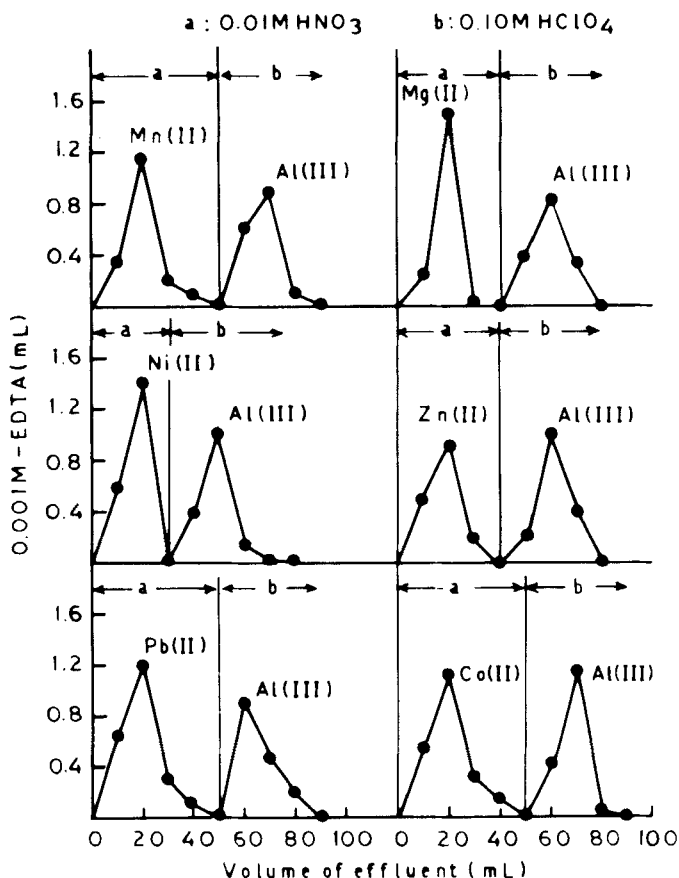 a : 0.01M HNO3 b : 0.10M HClO4
a b a b
1.6
1.2
0.8
0.4
Mn(II)
Al(III)
Mg(II)
Al(III)
a b a b
1.6
1.2
0.8
0.4
Ni(II)
Al(III)
Zn(II)
Al(III)
a b a b
1.6
1.2
0.8
0.4
Pb(II)
Al(III)
Co(II)
Al(III)
0 20 40 60 80 100 0 20 40 60 80 100
0.001M-EDTA(mL)
Volume of effluent (mL)